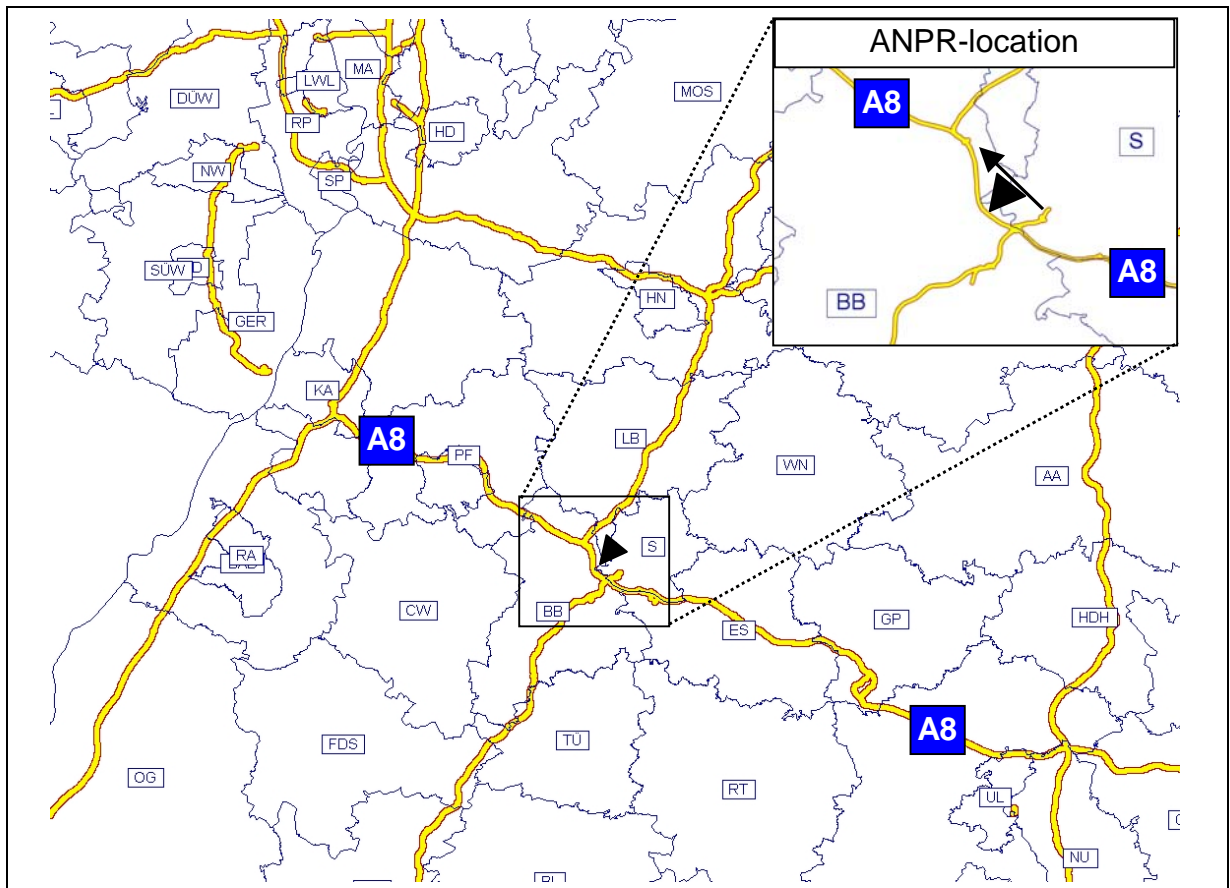 ANPR-location
A8
S
A8
BB
MA
LWL
DÜW
MOS
RP
HD
NW
SP
SÜW
HN
GER
KA
A8
LB
PF
WN
AA
RA
S
CW
BB
ES
GP
HDH
A8
FDS
TÜ
OG
RT
UL
NU